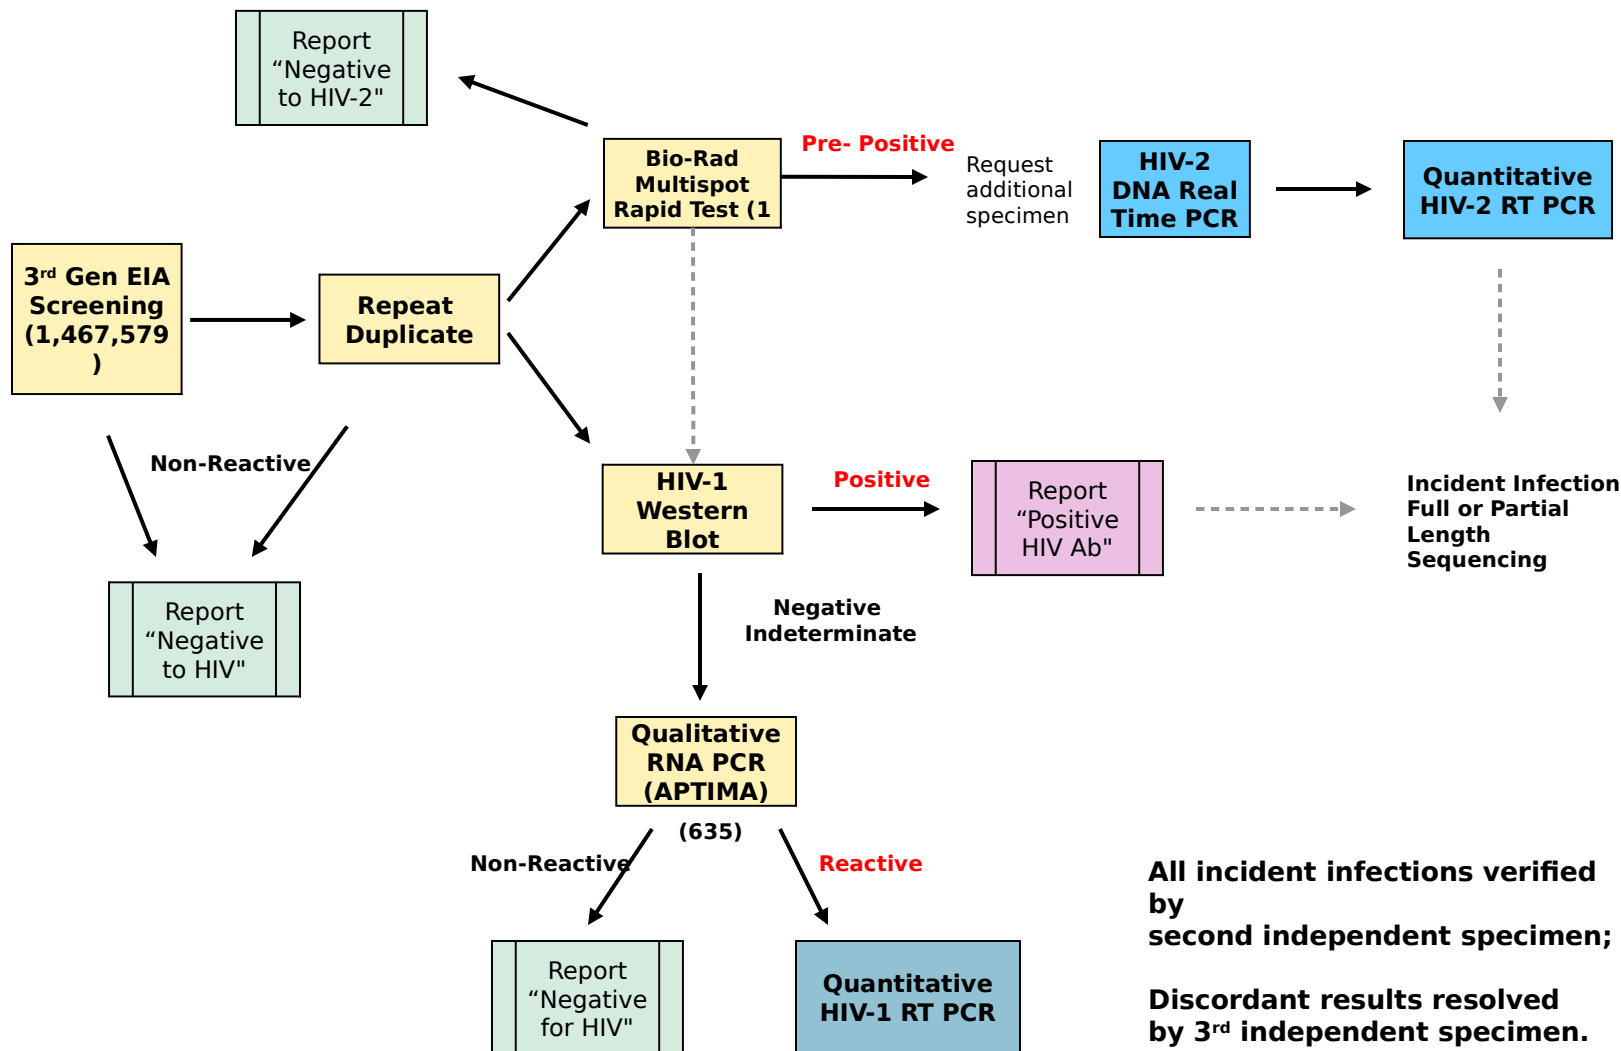 Report
“Negative
to HIV-2"
Bio-Rad
Multispot
Rapid Test (1
Pre- Positive
Request
additional
specimen
HIV-2
DNA Real
Time PCR
Quantitative
HIV-2 RT PCR
3rd Gen EIA
Screening
(1,467,579
)
Repeat
Duplicate
Non-Reactive
Report
“Negative
to HIV"
HIV-1
Western
Blot
Positive
Report
“Positive
HIV Ab"
Incident Infection
Full or Partial
Length
Sequencing
Negative
Indeterminate
Qualitative
RNA PCR
(APTIMA)
(635)
Non-Reactive
Reactive
Report
“Negative
for HIV"
Quantitative
HIV-1 RT PCR
All incident infections verified
by
second independent specimen;
Discordant results resolved
by 3rd independent specimen.